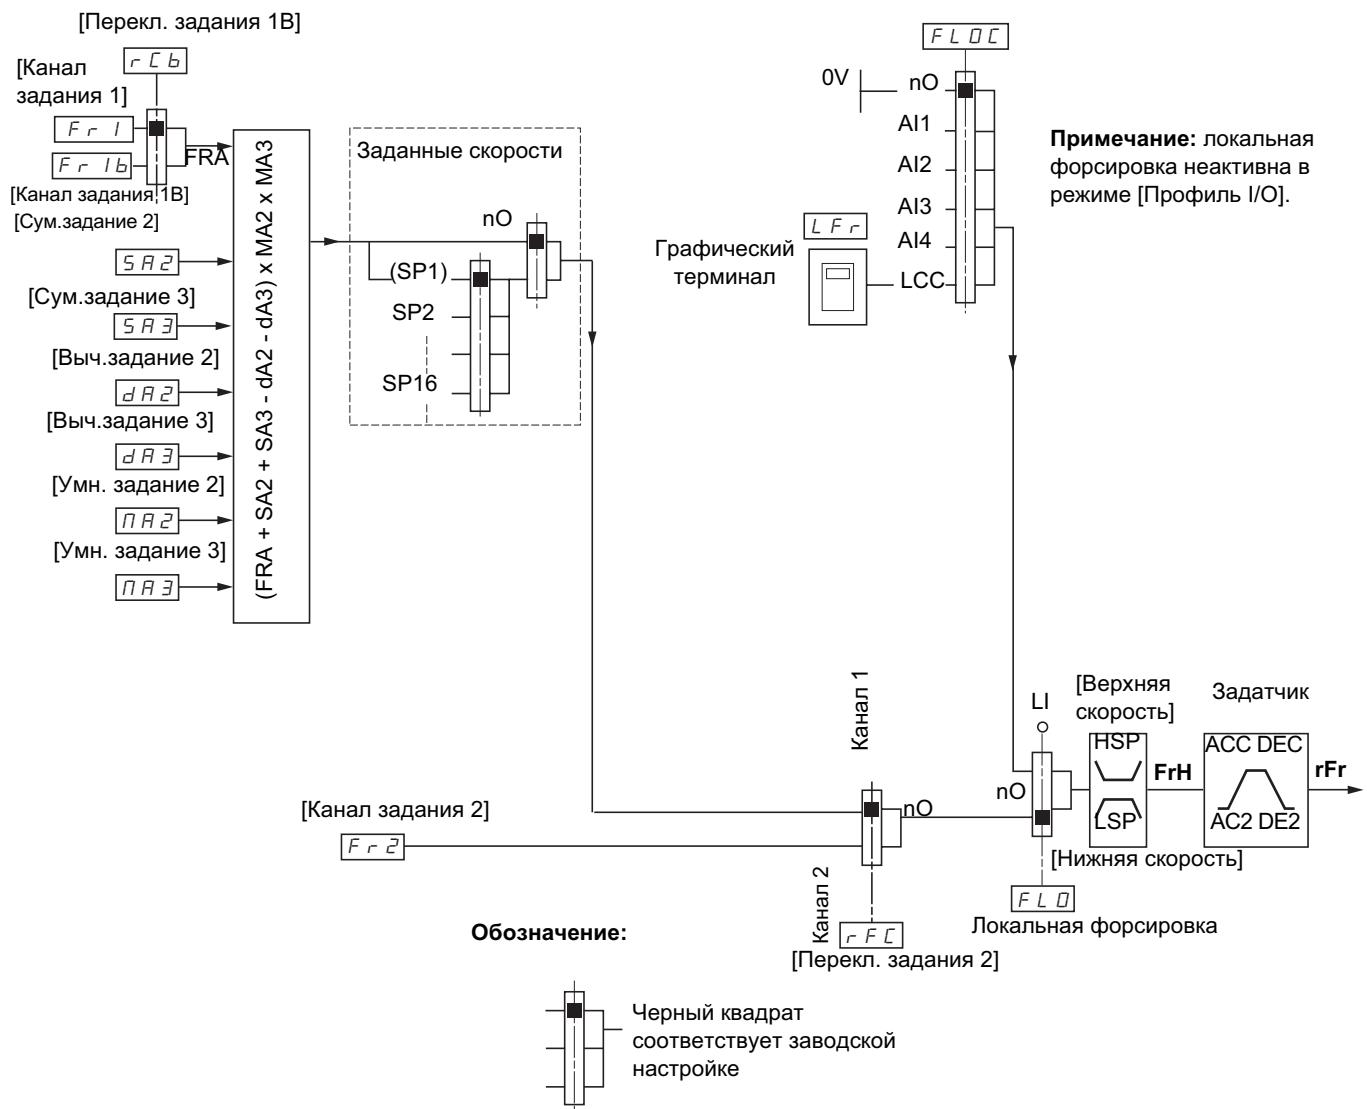 [Перекл. задания 1B]
rCb
[Канал
задания 1]
Fr1
FRA
Fr1b
[Канал задания 1B]
[Сум.задание 2]
SA2
[Сум.задание 3]
SA3
[Выч.задание 2]
dA2
[Выч.задание 3]
dA3
[Умн. задание 2]
MA2
[Умн. задание 3]
MA3
(FRA + SA2 + SA3 - dA2 - dA3) x MA2 x MA3
Заданные скорости
nO
(SP1)
SP2
SP16
FLOC
0V
nO
AI1
AI2
AI3
AI4
LCC
LFr
Графический
терминал
Примечание: локальная
форсировка неактивна в
режиме [Профиль I/O].
Канал 1
LI
[Верхняя
скорость]
Задатчик
HSP
FrH
ACC DEC
rFr
nO
LSP
AC2 DE2
[Нижняя скорость]
nO
[Канал задания 2]
Fr2
FLO
Локальная форсировка
Канал 2
rFC
[Перекл. задания 2]
Обозначение:
Черный квадрат
соответствует заводской
настройке